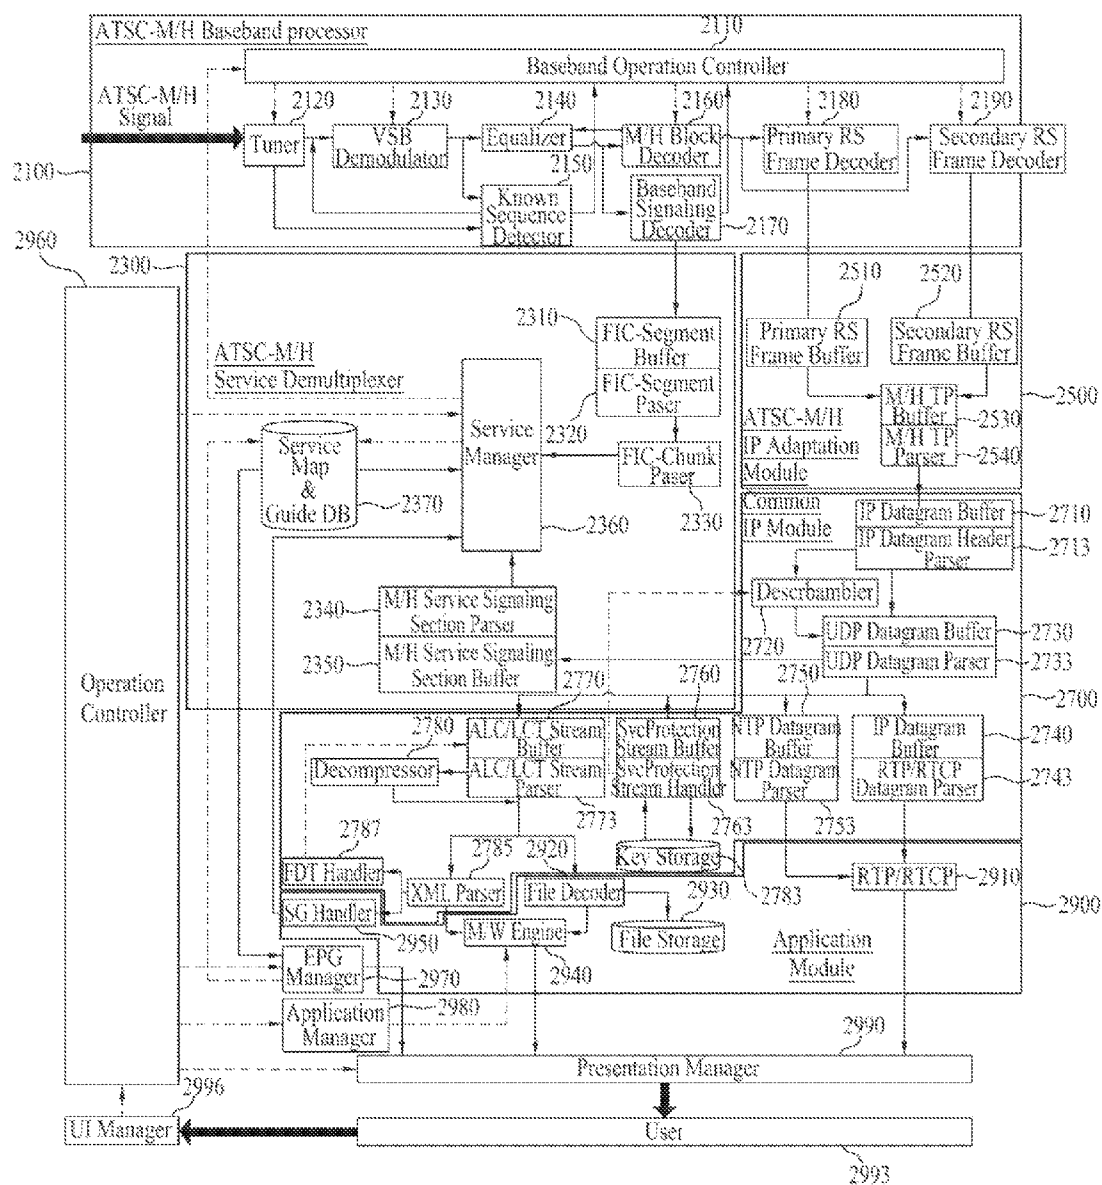 ATSC-M/H Baseband processor
2110
Baseband Operation Controller
ATSC-M/H
Signal
2120
2130
2140
2160
2180
2190
Tuner
VSB
Demodulator
Equalizer
M/H Block
Decoder
Primary RS
Frame Decoder
Secondary RS
Frame Decoder
2100
2150
Known
Sequence
Detector
Baseband
Signaling
Decoder
2170
2960
2300
2510
2520
2310
FIC-Segment
Buffer
Primary RS
Frame Buffer
Secondary RS
Frame Buffer
ATSC-M/H
Service Demultiplexer
FIC-Segment
Paser
2320
M/H TP
Buffer
2530
2500
M/H TP
Parser
2540
ATSC-M/H
IP Adaptation
Module
Service
Map
&
Guide DB
2370
Service
Manager
FIC-Chunk
Paser
2330
2360
Common
IP Module
IP Datagram Buffer
2710
IP Datagram Header
Parser
2713
Descrbambler
2720
2340
M/H Service Signaling
Section Parser
UDP Datagram Buffer
2730
2350
M/H Service Signaling
Section Buffer
UDP Datagram Parser
2733
Operation
Controller
2770
2760
2750
2700
2780
ALC/LCT Stream
Buffer
SvcProtection
Stream Buffer
NTP Datagram
Buffer
IP Datagram
Buffer
2740
Decompressor
ALC/LCT Stream
Parser
SvcProtection
Stream Handler
NTP Datagram
Parser
RTP/RTCP
Datagram Parser
2743
2773
2763
2753
2787
2785
2920
Key Storage
2783
FDT Handler
XML Parser
File Decoder
RTP/RTCP
2910
2930
2900
SG Handler
2950
M/W Engine
2940
File Storage
Application
Module
EPG
Manager
2970
Application
Manager
2980
2990
Presentation Manager
2996
UI Manager
User
2993